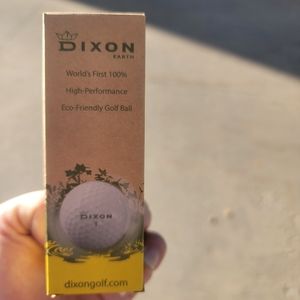 DIXON
EARTH
World's First 100%
High-Performance
Eco-Friendly Golf Ball
DIXON
1
dixongolf.com